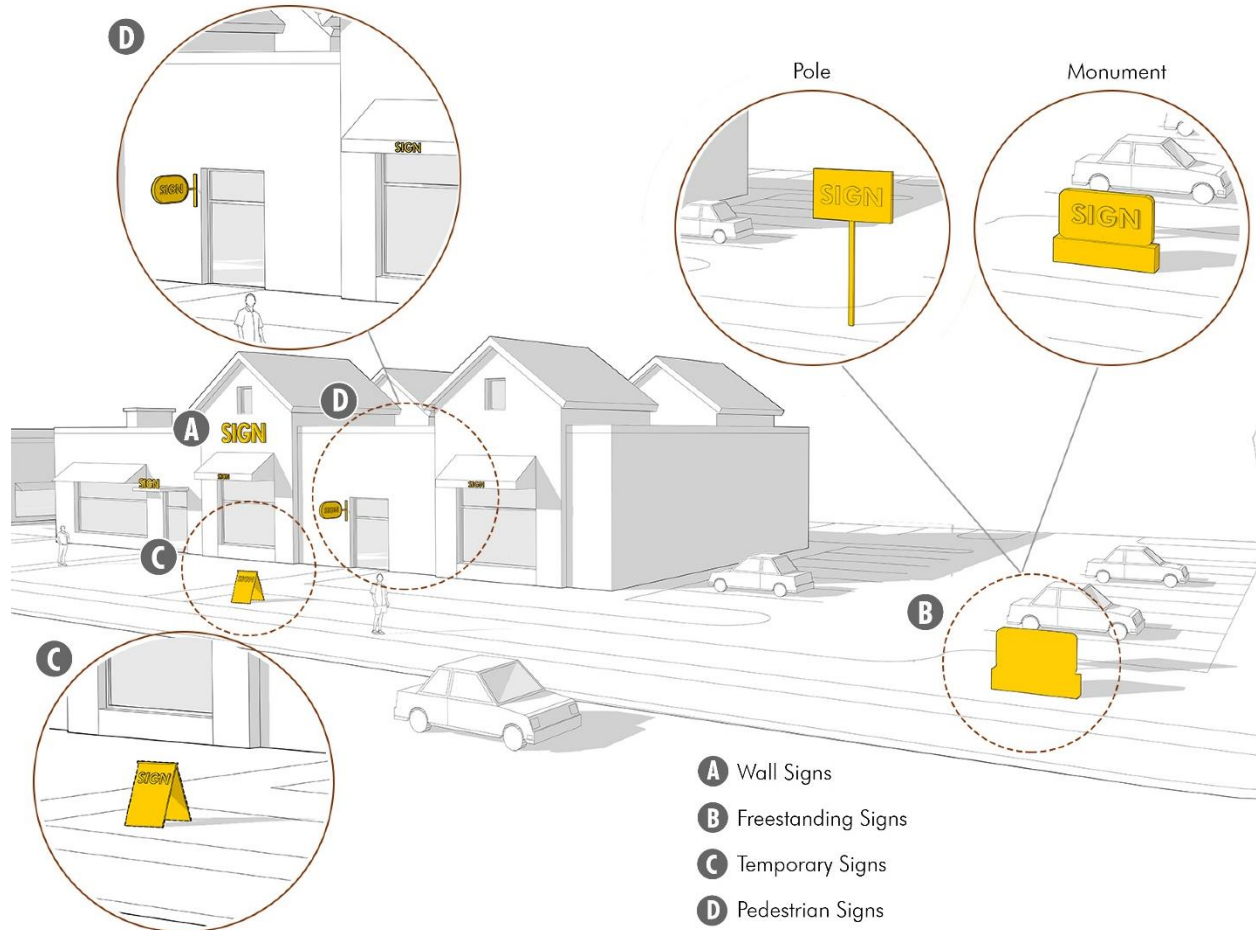 D
Pole
Monument
SIGN
SIGN
SIGN
SIGN
D
A
SIGN
SIGN
SIGN
SIGN
SIGN
C
B
C
SIGN
SIGN
A Wall Signs
B Freestanding Signs
C Temporary Signs
D Pedestrian Signs